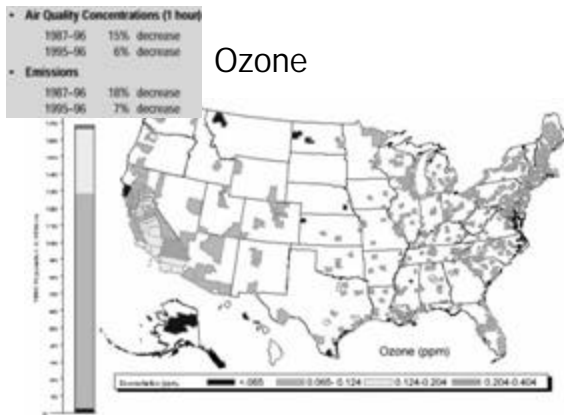 • Air Quality Concentrations (1 hour)
1987–96 15% decrease
1995–96 6% decrease
• Emissions
1987–96 18% decrease
1995–96 7% decrease
Ozone
Ozone (ppm)
<.065 0.065-0.124 0.124-0.204 0.204-0.404